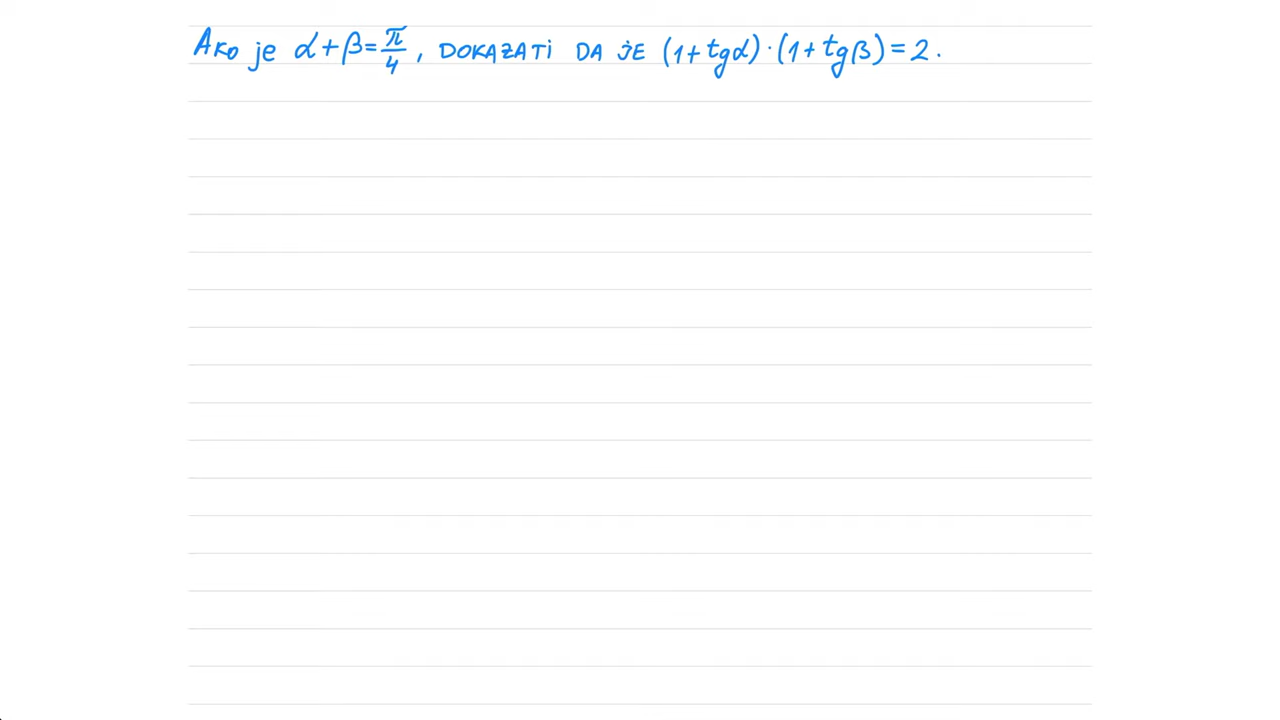 Ako je α+β=π/4, DOKAZATI DA JE (1+tgα)·(1+tgβ)=2.